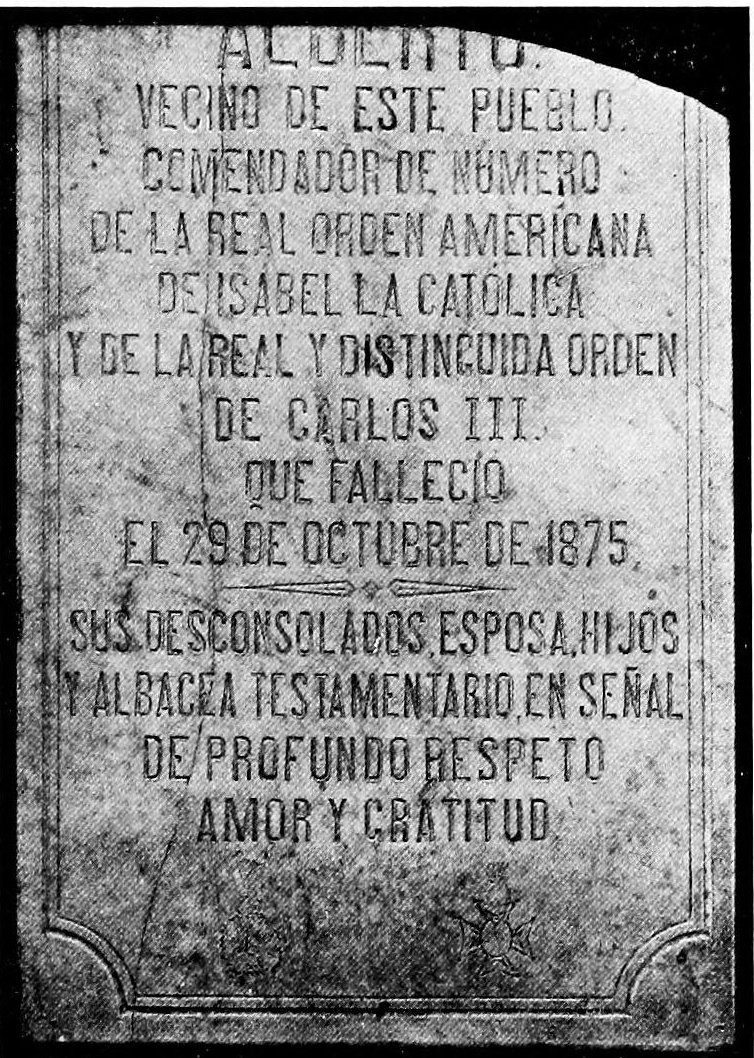 ALBERTO.
VECINO DE ESTE PUEBLO.
COMENDADOR DE NÚMERO
DE LA REAL ORDEN AMERICANA
DE ISABEL LA CATÓLICA
Y DE LA REAL Y DISTINGUIDA ORDEN
DE CARLOS III.
QUE FALLECIÓ
EL 29 DE OCTUBRE DE 1875.
SUS DESCONSOLADOS, ESPOSA, HIJOS
Y ALBACEA TESTAMENTARIO, EN SEÑAL
DE PROFUNDO RESPETO
AMOR Y GRATITUD.